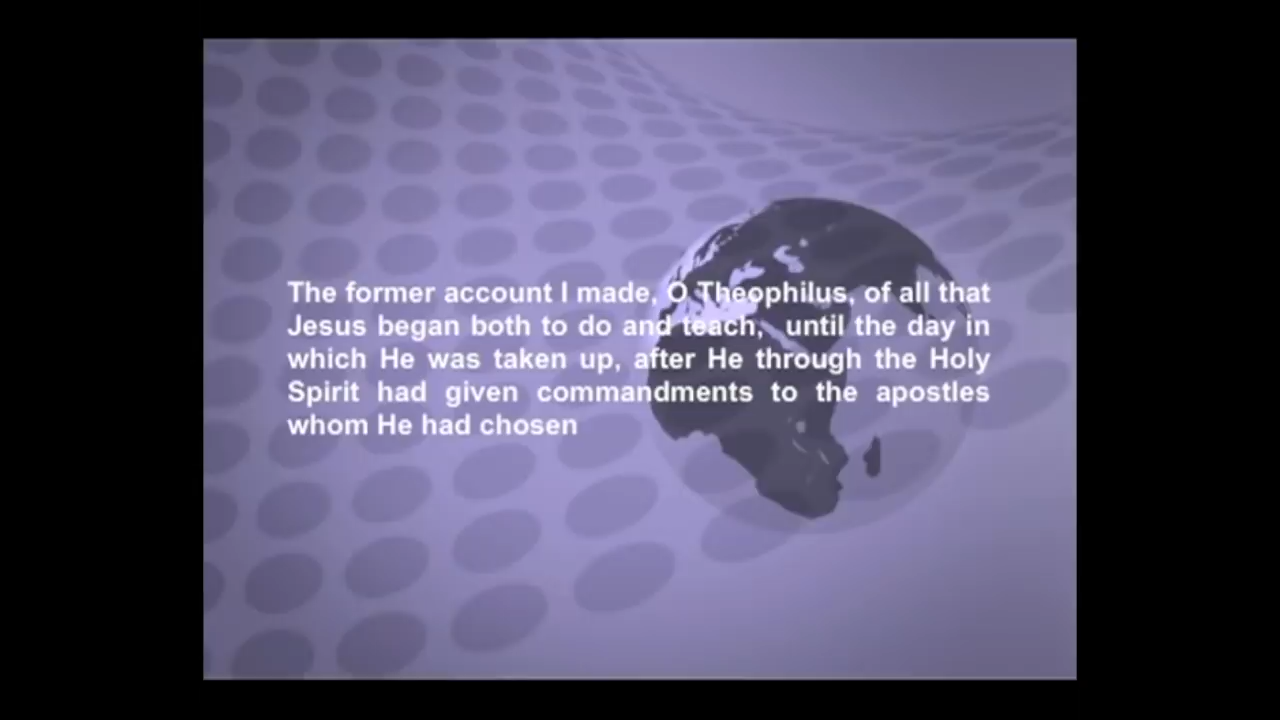 The former account I made, O Theophilus, of all that
Jesus began both to do and teach,  until the day in
which He was taken up, after He through the Holy
Spirit had given commandments to the apostles
whom He had chosen